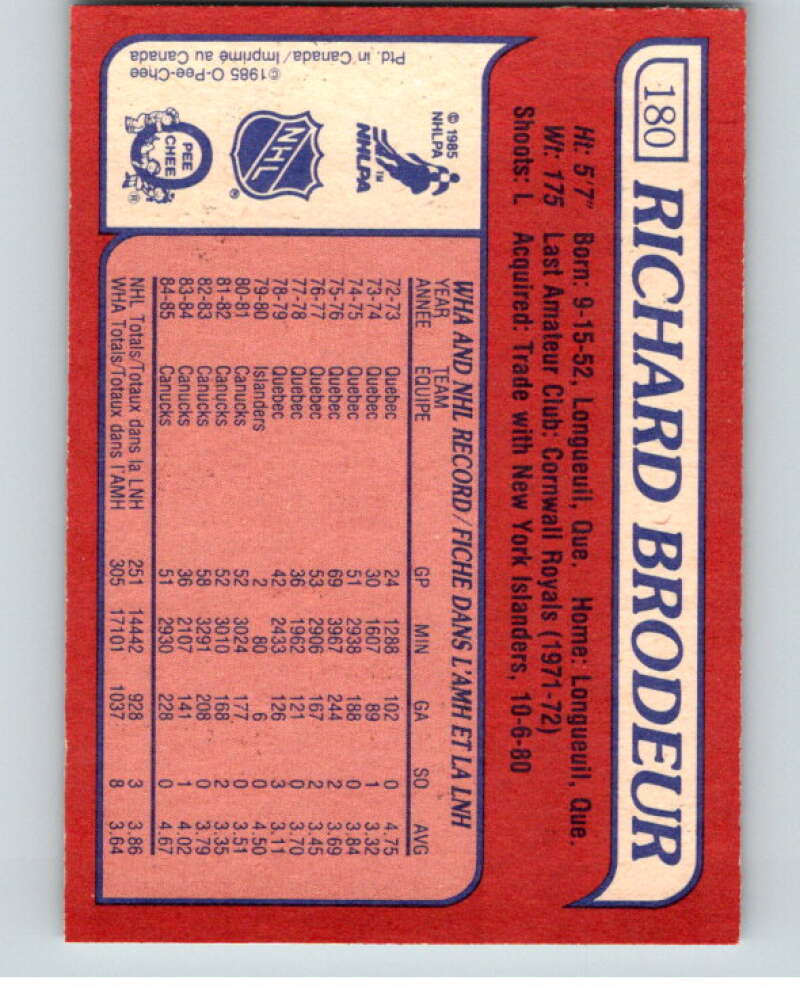 180 RICHARD BRODEUR
Ht: 5'7" Born: 9-15-52, Longueuil, Que. Home: Longueuil, Que.
Wt: 175 Last Amateur Club: Cornwall Royals (1971-72)
Shoots: L Acquired: Trade with New York Islanders, 10-6-80
© 1985
NHLPA
NHLPA
TM
NHL
®
PEE
CHEE
®
©1985 O-Pee-Chee
Ptd. in Canada/Imprimé au Canada
WHA AND NHL RECORD/FICHE DANS L'AMH ET LA LNH
YEAR TEAM
ANNÉE ÉQUIPE GP MIN GA SO AVG
72-73 Quebec 24 1288 102 0 4.75
73-74 Quebec 30 1607 89 1 3.32
74-75 Quebec 51 2938 188 0 3.84
75-76 Quebec 69 3967 244 2 3.69
76-77 Quebec 53 2906 167 2 3.45
77-78 Quebec 36 1962 121 0 3.70
78-79 Quebec 42 2433 126 3 3.11
79-80 Islanders 2 80 6 0 4.50
80-81 Canucks 52 3024 177 0 3.51
81-82 Canucks 52 3010 168 2 3.35
82-83 Canucks 58 3291 208 0 3.79
83-84 Canucks 36 2107 141 1 4.02
84-85 Canucks 51 2930 228 0 4.67
NHL Totals/Totaux dans la LNH 251 14442 928 3 3.86
WHA Totals/Totaux dans l'AMH 305 17101 1037 8 3.64